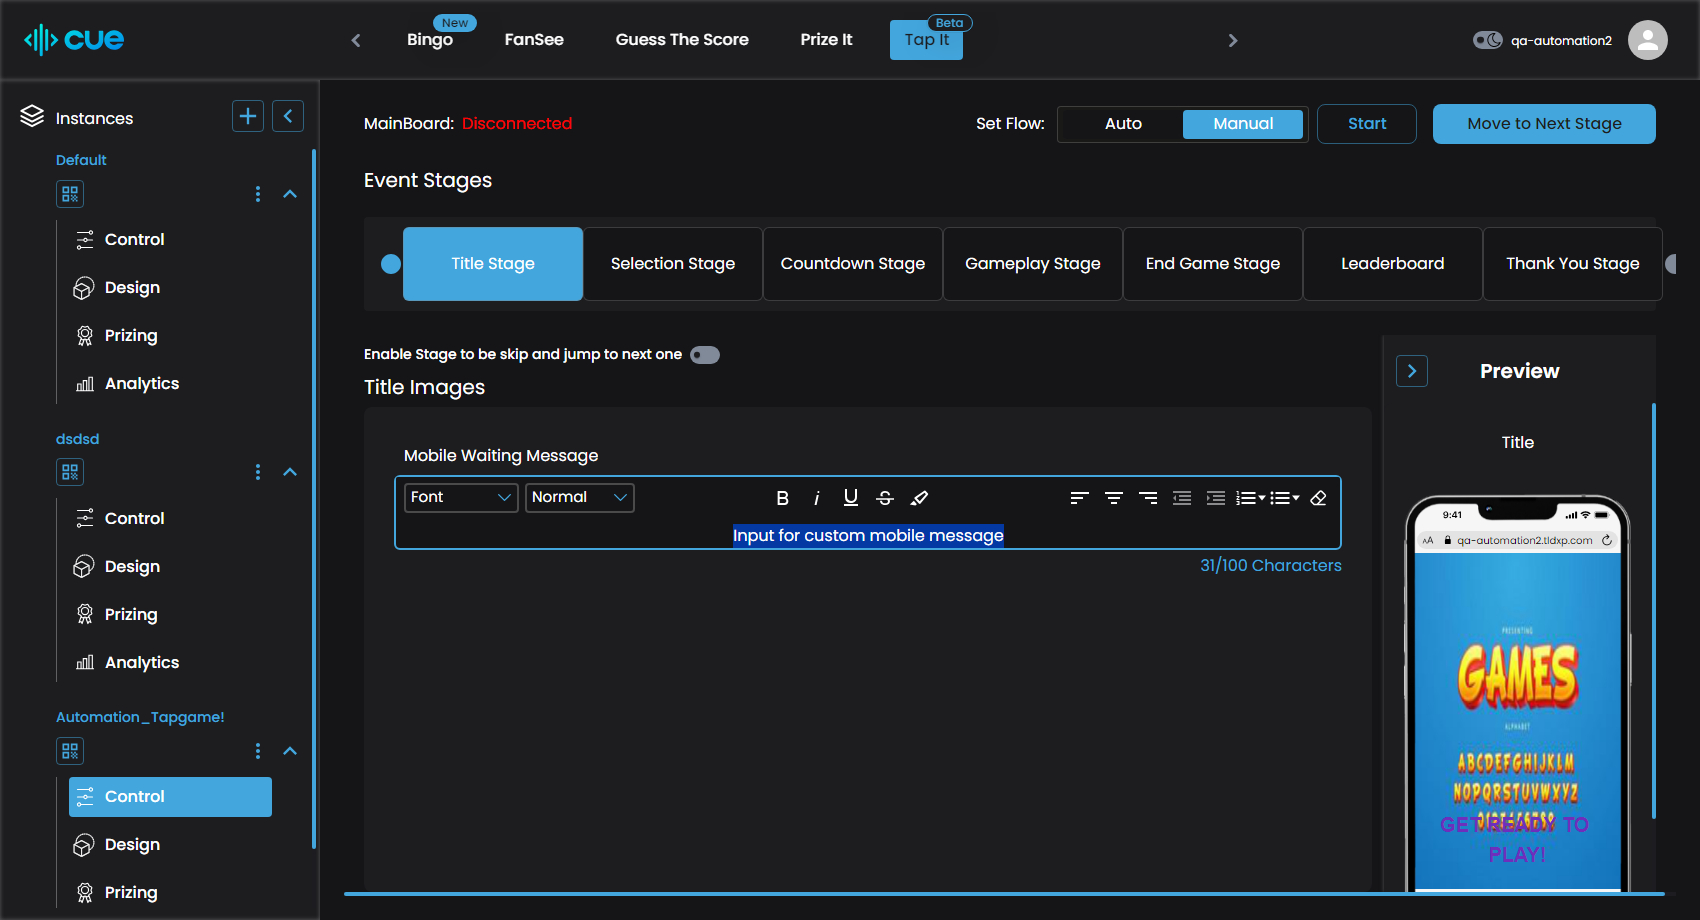 cue
Bingo
New
FanSee
Guess The Score
Prize It
Tap It
Beta
qa-automation2
Instances
Default
Control
Design
Prizing
Analytics
dsdsd
Control
Design
Prizing
Analytics
Automation_Tapgame!
Control
Design
Prizing
MainBoard: Disconnected
Set Flow:
Auto
Manual
Start
Move to Next Stage
Event Stages
Title Stage
Selection Stage
Countdown Stage
Gameplay Stage
End Game Stage
Leaderboard
Thank You Stage
Enable Stage to be skip and jump to next one
Title Images
Mobile Waiting Message
Font
Normal
B
i
U
S
Input for custom mobile message
31/100 Characters
Preview
Title
9:41
AA
qa-automation2.tldxp.com
PRESENTING
GAMES
ALPHABET
ABCDEFGHIJKLM
NOPQRSTUVWXYZ
GET READY TO
PLAY!